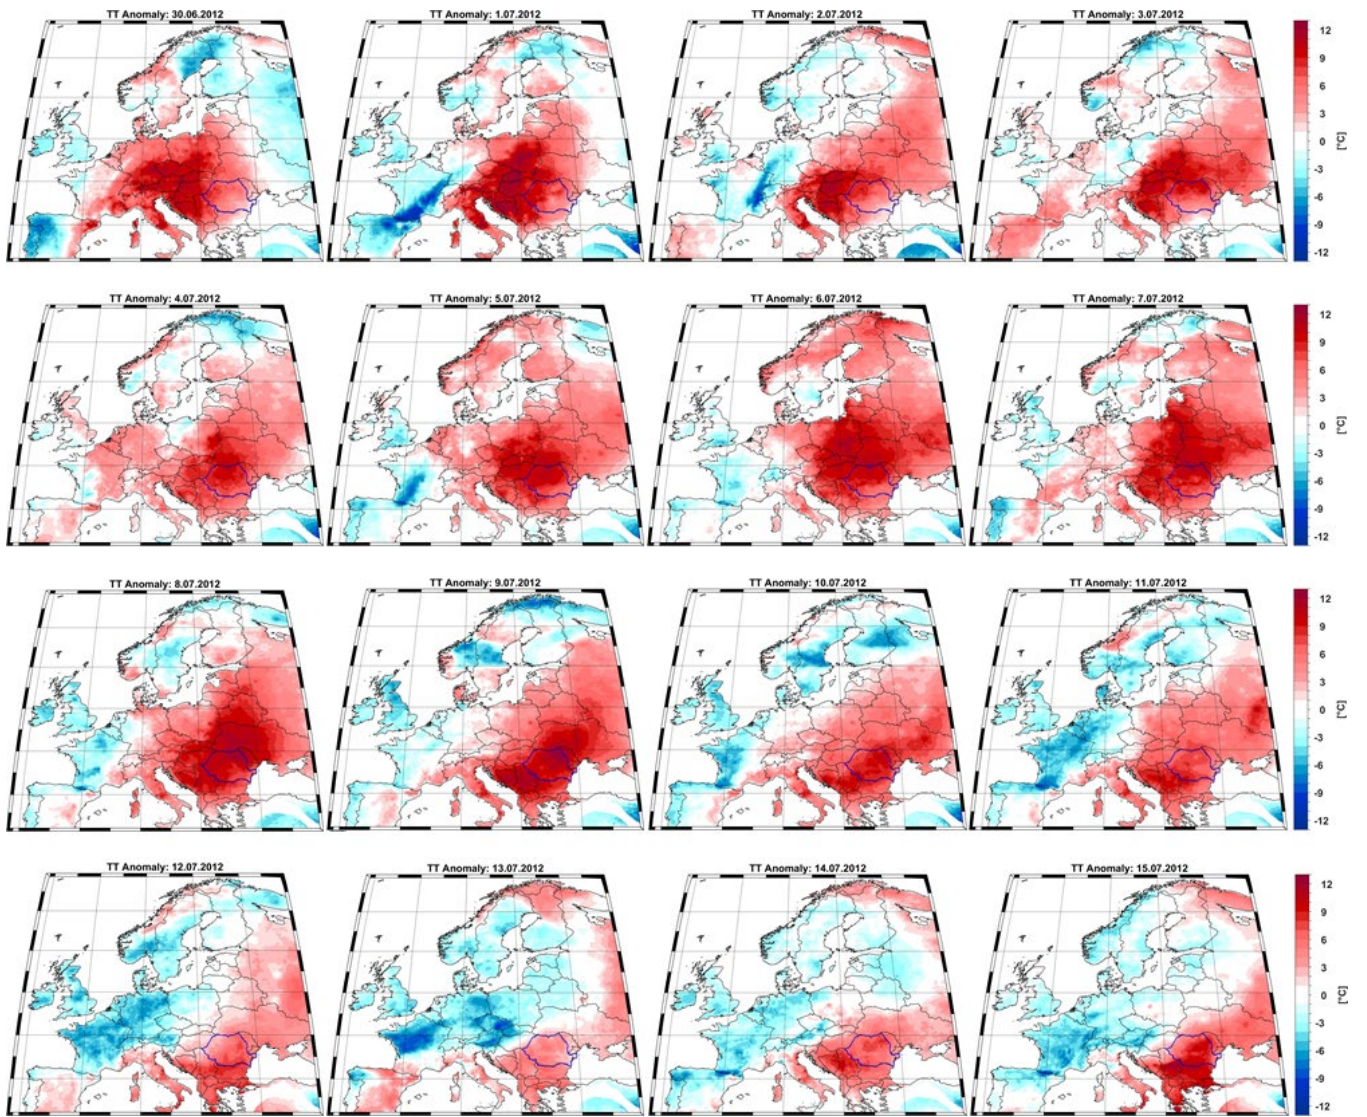 TT Anomaly: 30.06.2012
TT Anomaly: 1.07.2012
TT Anomaly: 2.07.2012
TT Anomaly: 3.07.2012
12
9
6
3
0
-3
-6
-9
-12
[°C]
TT Anomaly: 4.07.2012
TT Anomaly: 5.07.2012
TT Anomaly: 6.07.2012
TT Anomaly: 7.07.2012
12
9
6
3
0
-3
-6
-9
-12
[°C]
TT Anomaly: 8.07.2012
TT Anomaly: 9.07.2012
TT Anomaly: 10.07.2012
TT Anomaly: 11.07.2012
12
9
6
3
0
-3
-6
-9
-12
[°C]
TT Anomaly: 12.07.2012
TT Anomaly: 13.07.2012
TT Anomaly: 14.07.2012
TT Anomaly: 15.07.2012
12
9
6
3
0
-3
-6
-9
-12
[°C]